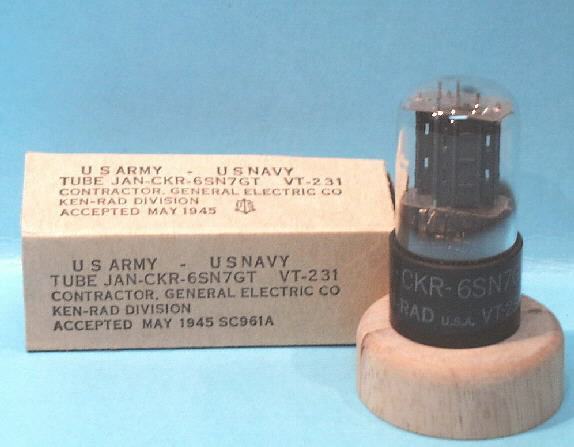 U S ARMY - U S NAVY
TUBE JAN-CKR-6SN7GT VT-231
CONTRACTOR, GENERAL ELECTRIC CO
KEN-RAD DIVISION
ACCEPTED MAY 1945
U S ARMY - U S NAVY
TUBE JAN-CKR-6SN7GT VT-231
CONTRACTOR, GENERAL ELECTRIC CO
KEN-RAD DIVISION
ACCEPTED MAY 1945 SC961A
-CKR-6SN7G
-RAD U.S.A. VT-2